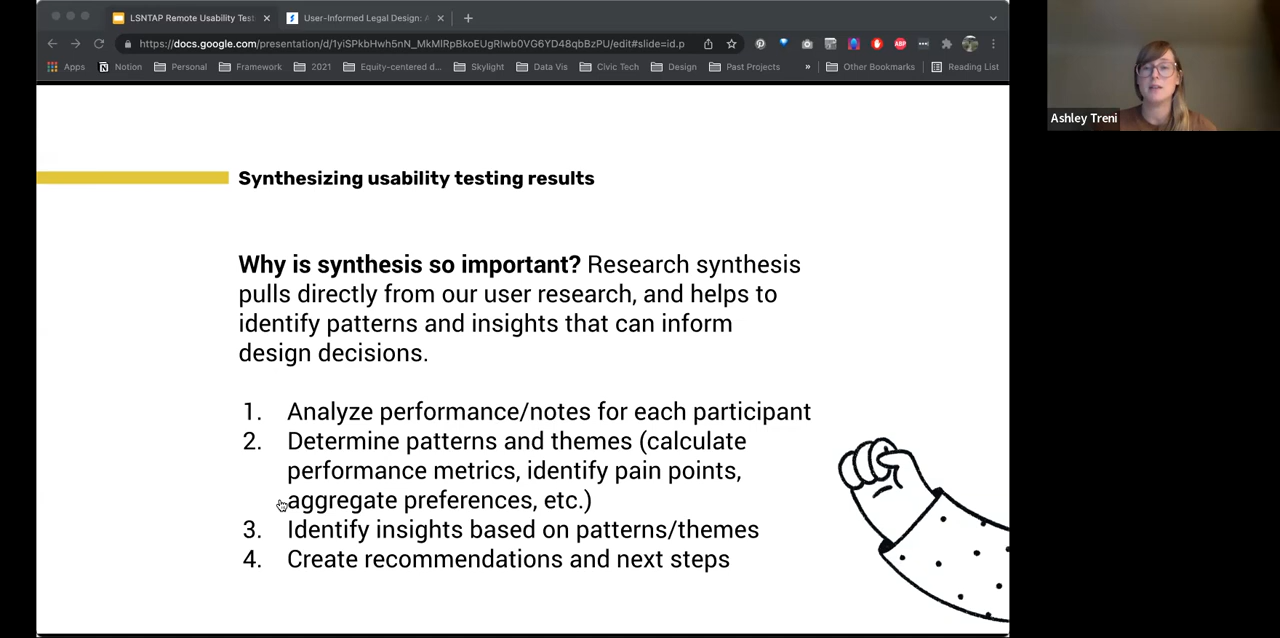 LSNTAP Remote Usability Test
User-Informed Legal Design: A
https://docs.google.com/presentation/d/1yiSPkbHwh5nN_MkMlRpBkoEUgRIwb0VG6YD48qbBzPU/edit#slide=id.p
Apps Notion Personal Framework 2021 Equity-centered d... Skylight Data Vis Civic Tech Design Past Projects » Other Bookmarks Reading List
ABP
Ashley Treni
Synthesizing usability testing results
Why is synthesis so important? Research synthesis
pulls directly from our user research, and helps to
identify patterns and insights that can inform
design decisions.
1. Analyze performance/notes for each participant
2. Determine patterns and themes (calculate
performance metrics, identify pain points,
aggregate preferences, etc.)
3. Identify insights based on patterns/themes
4. Create recommendations and next steps